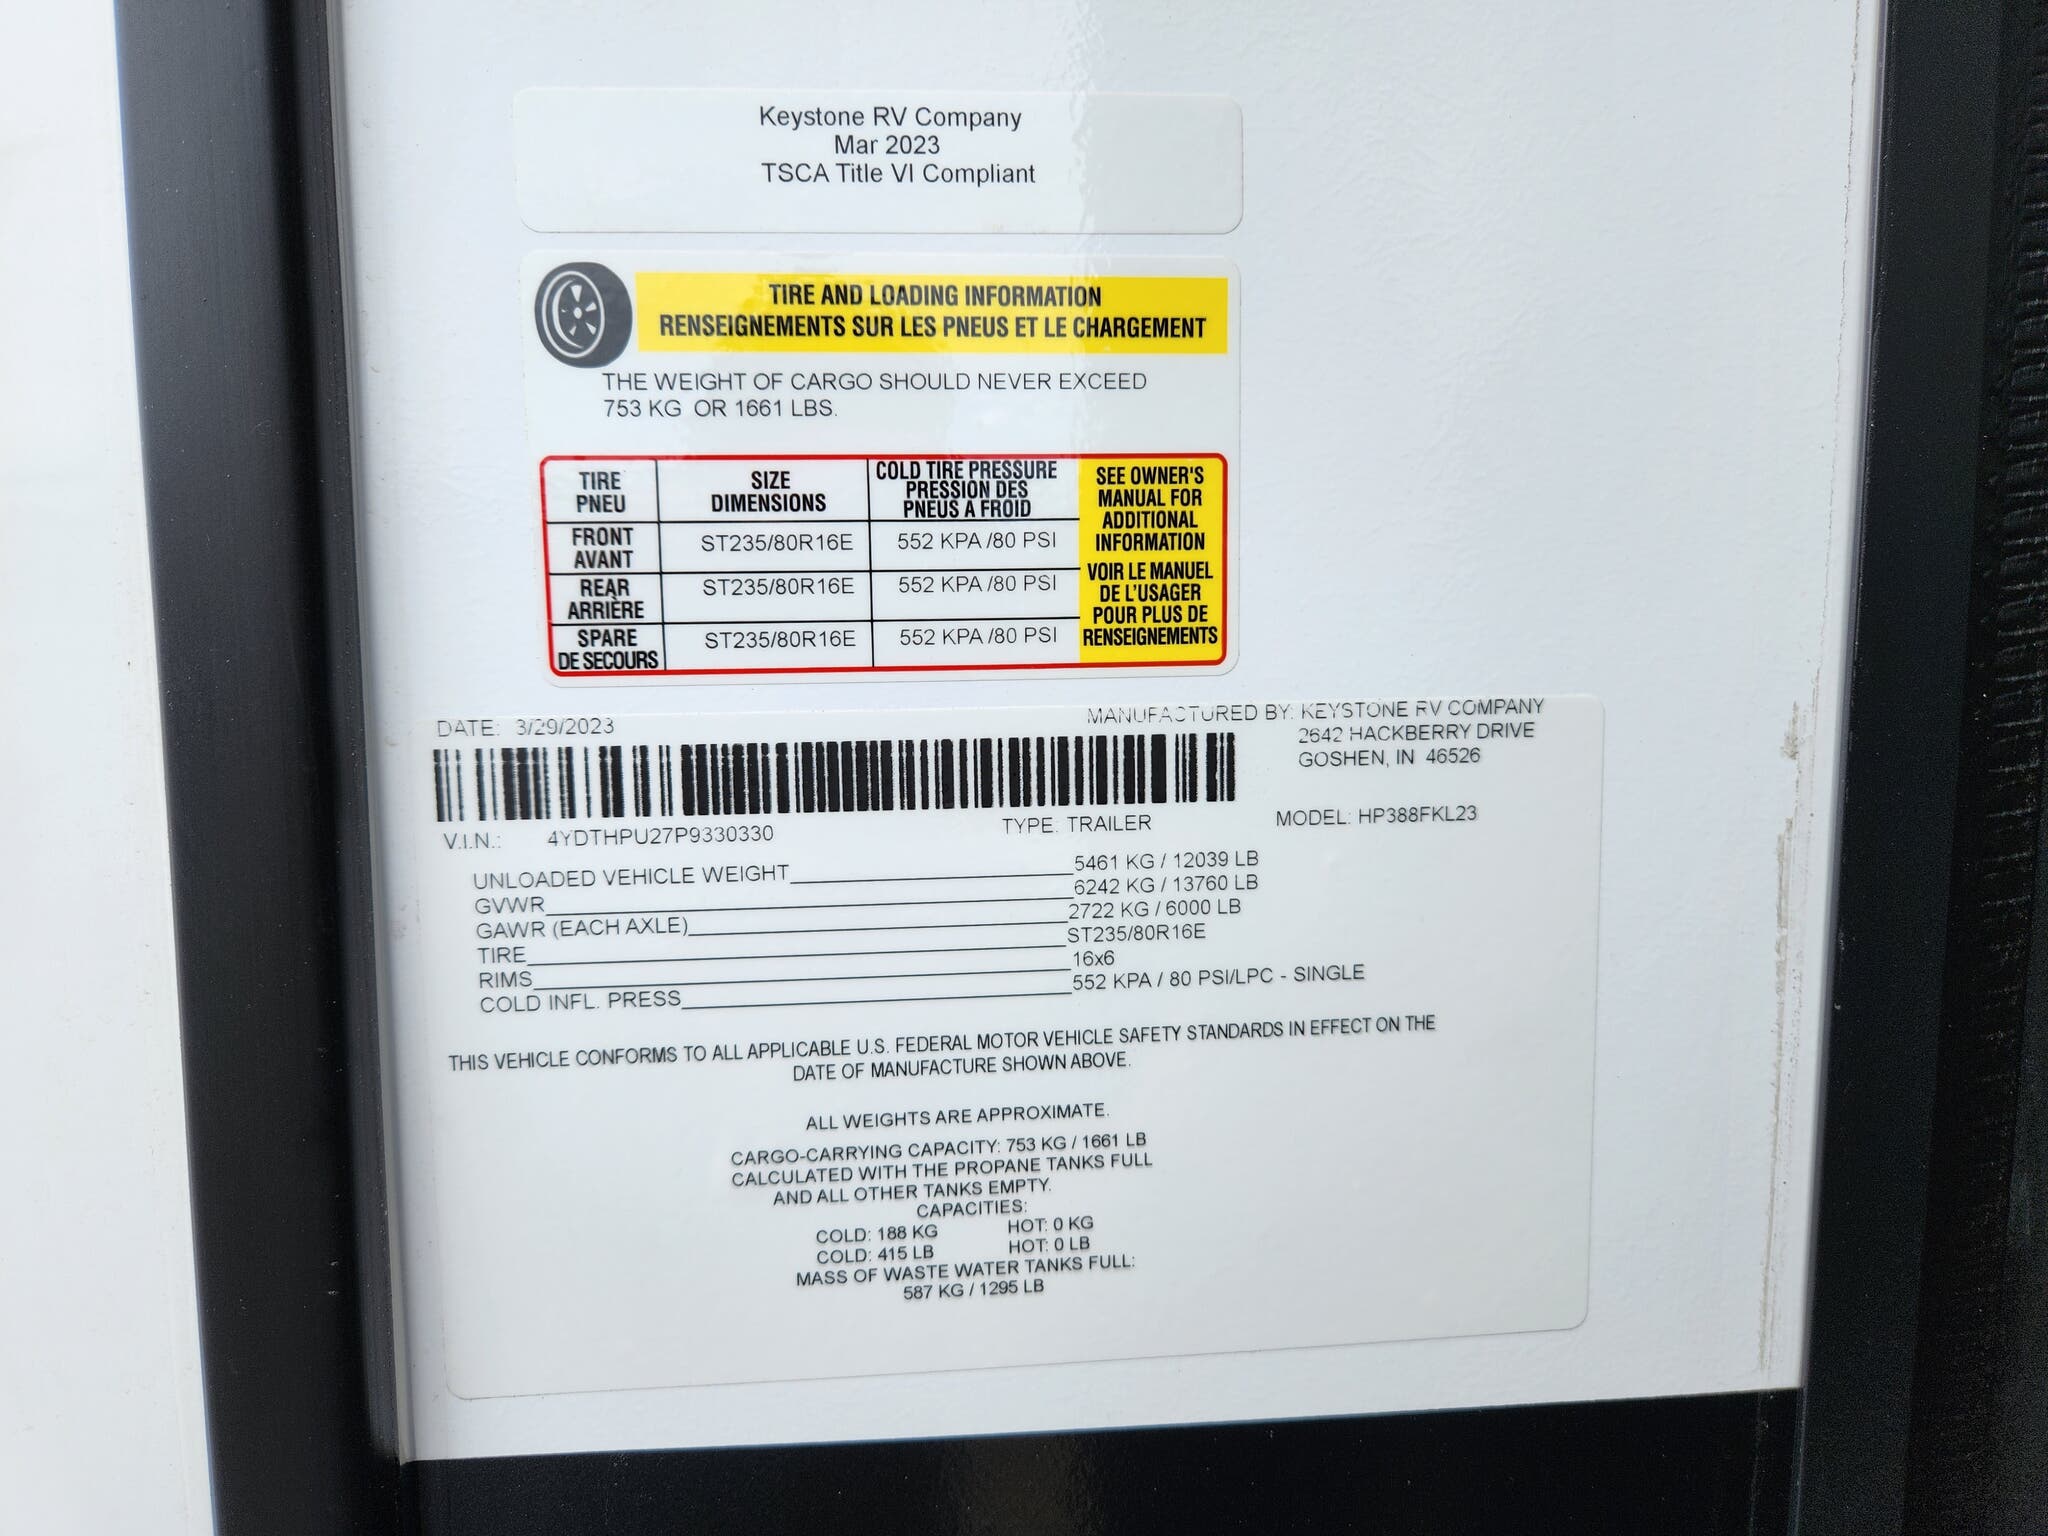 Keystone RV Company
Mar 2023
TSCA Title VI Compliant
TIRE AND LOADING INFORMATION
RENSEIGNEMENTS SUR LES PNEUS ET LE CHARGEMENT
THE WEIGHT OF CARGO SHOULD NEVER EXCEED
753 KG OR 1661 LBS.
TIRE PNEU SIZE DIMENSIONS COLD TIRE PRESSURE PRESSION DES PNEUS A FROID
FRONT AVANT ST235/80R16E 552 KPA /80 PSI
REAR ARRIÈRE ST235/80R16E 552 KPA /80 PSI
SPARE DE SECOURS ST235/80R16E 552 KPA /80 PSI
SEE OWNER'S
MANUAL FOR
ADDITIONAL
INFORMATION
VOIR LE MANUEL
DE L'USAGER
POUR PLUS DE
RENSEIGNEMENTS
DATE: 3/29/2023 MANUFACTURED BY: KEYSTONE RV COMPANY
2642 HACKBERRY DRIVE
GOSHEN, IN 46526
V.I.N.: 4YDTHPU27P9330330 TYPE: TRAILER MODEL: HP388FKL23
UNLOADED VEHICLE WEIGHT 5461 KG / 12039 LB
GVWR 6242 KG / 13760 LB
GAWR (EACH AXLE) 2722 KG / 6000 LB
TIRE ST235/80R16E
RIMS 16x6
COLD INFL. PRESS 552 KPA / 80 PSI/LPC - SINGLE
THIS VEHICLE CONFORMS TO ALL APPLICABLE U.S. FEDERAL MOTOR VEHICLE SAFETY STANDARDS IN EFFECT ON THE
DATE OF MANUFACTURE SHOWN ABOVE.
ALL WEIGHTS ARE APPROXIMATE.
CARGO-CARRYING CAPACITY: 753 KG / 1661 LB
CALCULATED WITH THE PROPANE TANKS FULL
AND ALL OTHER TANKS EMPTY.
CAPACITIES:
COLD: 188 KG HOT: 0 KG
COLD: 415 LB HOT: 0 LB
MASS OF WASTE WATER TANKS FULL:
587 KG / 1295 LB